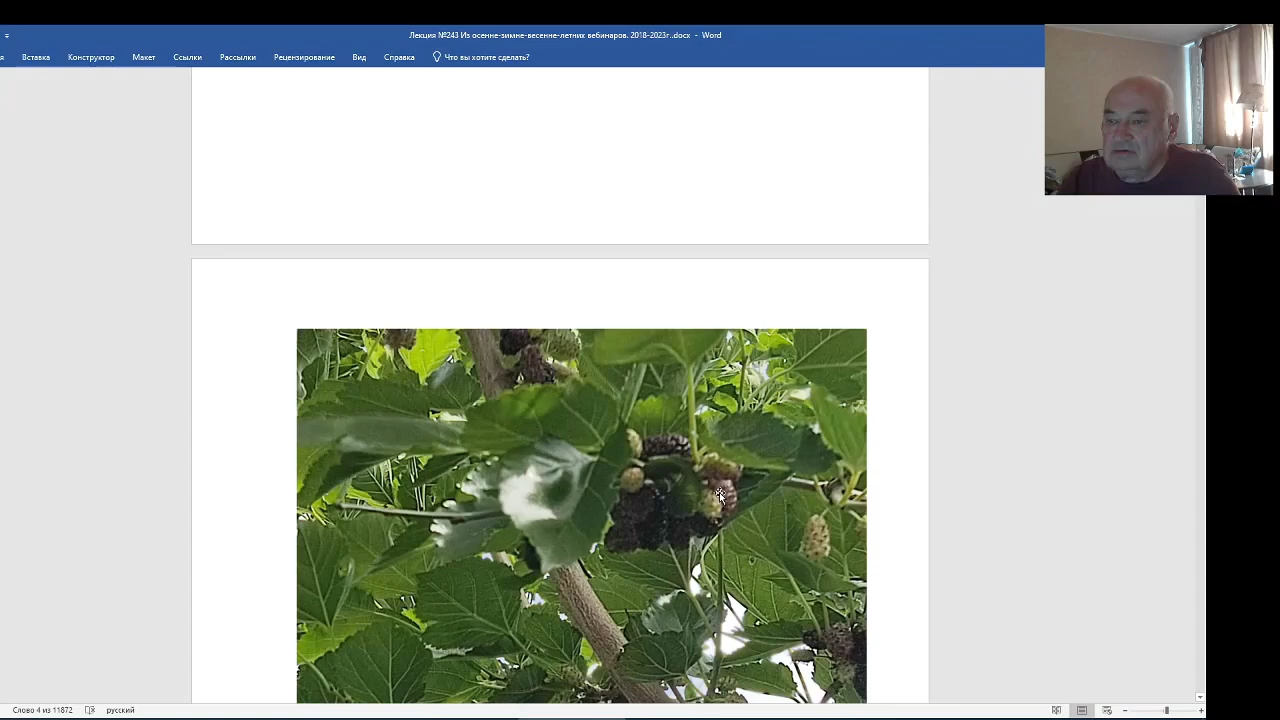 Лекция №243 Из осенне-зимне-весенне-летних вебинаров. 2018-2023г..docx - Word
я Вставка Конструктор Макет Ссылки Рассылки Рецензирование Вид Справка Что вы хотите сделать?
Слово 4 из 11872 русский